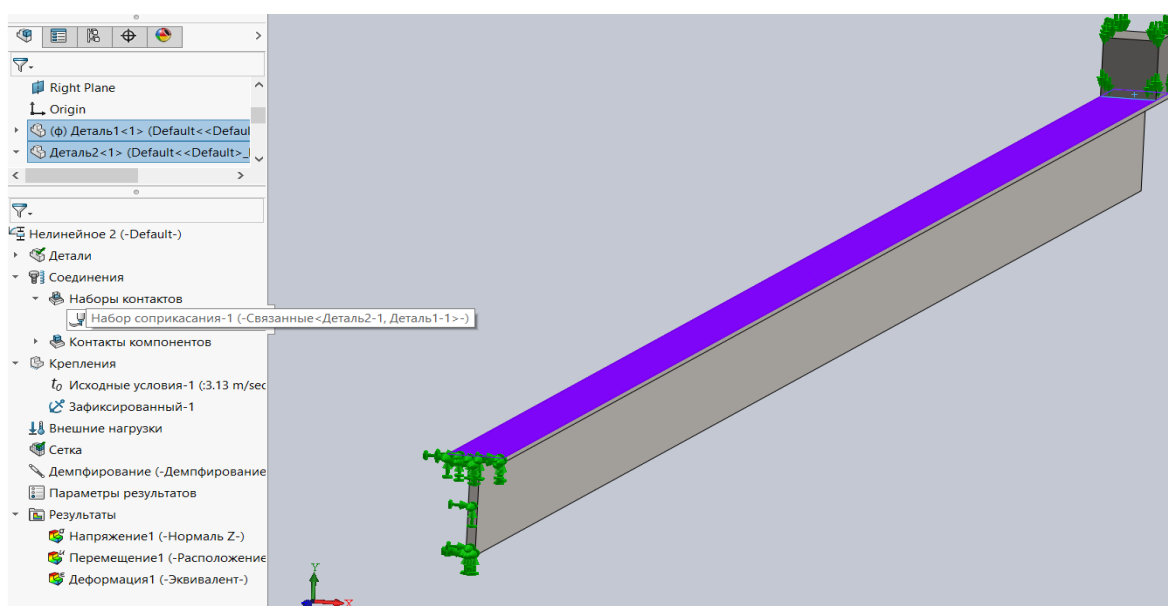 Right Plane
Origin
(ф) Деталь1<1> (Default<<Defaul
Деталь2<1> (Default<<Default>_
Нелинейное 2 (-Default-)
Детали
Соединения
Наборы контактов
Набор соприкасания-1 (-Связанные<Деталь2-1, Деталь1-1>-)
Контакты компонентов
Крепления
t₀ Исходные условия-1 (:3.13 m/sec
Зафиксированный-1
Внешние нагрузки
Сетка
Демпфирование (-Демпфирование
Параметры результатов
Результаты
Напряжение1 (-Нормаль Z-)
Перемещение1 (-Расположение
Деформация1 (-Эквивалент-)
Y
X